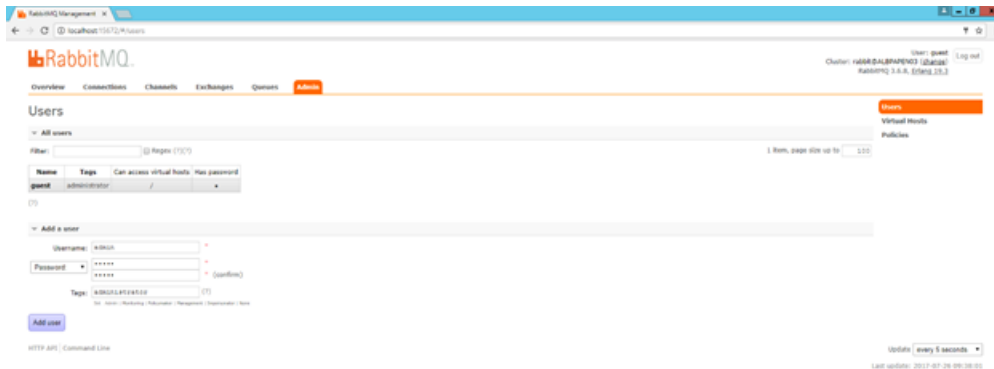 RabbitMQ Management
localhost:15672/#/users
RabbitMQ.
User: guest
Log out
Cluster: rabbit@ALBPAPEN03 (change)
RabbitMQ 3.6.8, Erlang 19.3
Overview Connections Channels Exchanges Queues Admin
Users
Users
Virtual Hosts
Policies
All users
Filter: Regex (?)(?)
1 item, page size up to 100
Name Tags Can access virtual hosts Has password
guest administrator / •
(?)
Add a user
Username: admin *
Password ••••• *
••••• * (confirm)
Tags: administrator (?)
Add user
HTTP API | Command Line
Update every 5 seconds
Last update: 2017-07-26 09:38:01